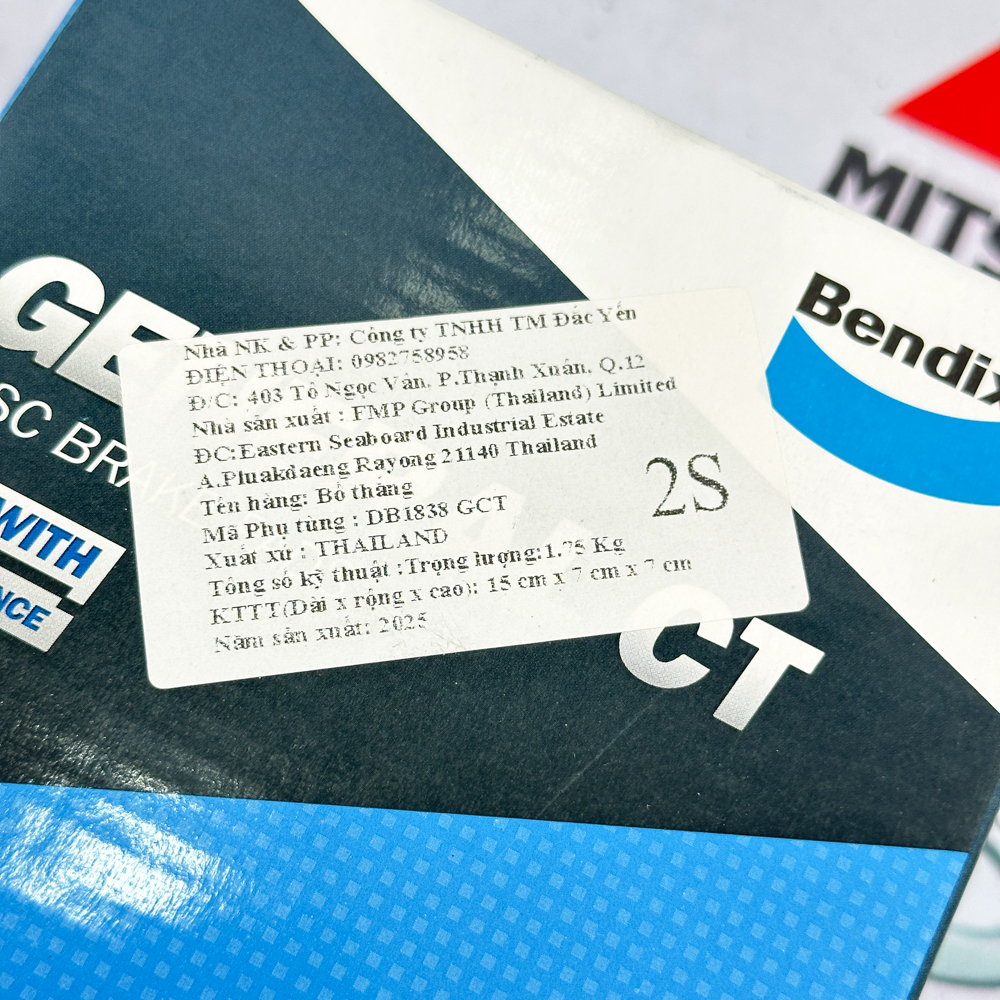 MITS
Bendix
GE
SC BRAK
WITH
NCE
CT
Nhà NK & PP: Công ty TNHH TM Đắc Yến
ĐIỆN THOẠI: 0982758958
Đ/C: 403 Tô Ngọc Vân, P.Thạnh Xuân, Q.12
Nhà sản xuất : FMP Group (Thailand) Limited
ĐC:Eastern Seaboard Industrial Estate
A.Pluakdaeng Rayong 21140 Thailand
Tên hàng: Bố thắng
Mã Phụ tùng : DB1838 GCT
Xuất xứ : THAILAND
Tổng số kỹ thuật :Trọng lượng:1.75 Kg
KTTT(Dài x rộng x cao): 15 cm x 7 cm x 7 cm
Năm sản xuất: 2025
2S